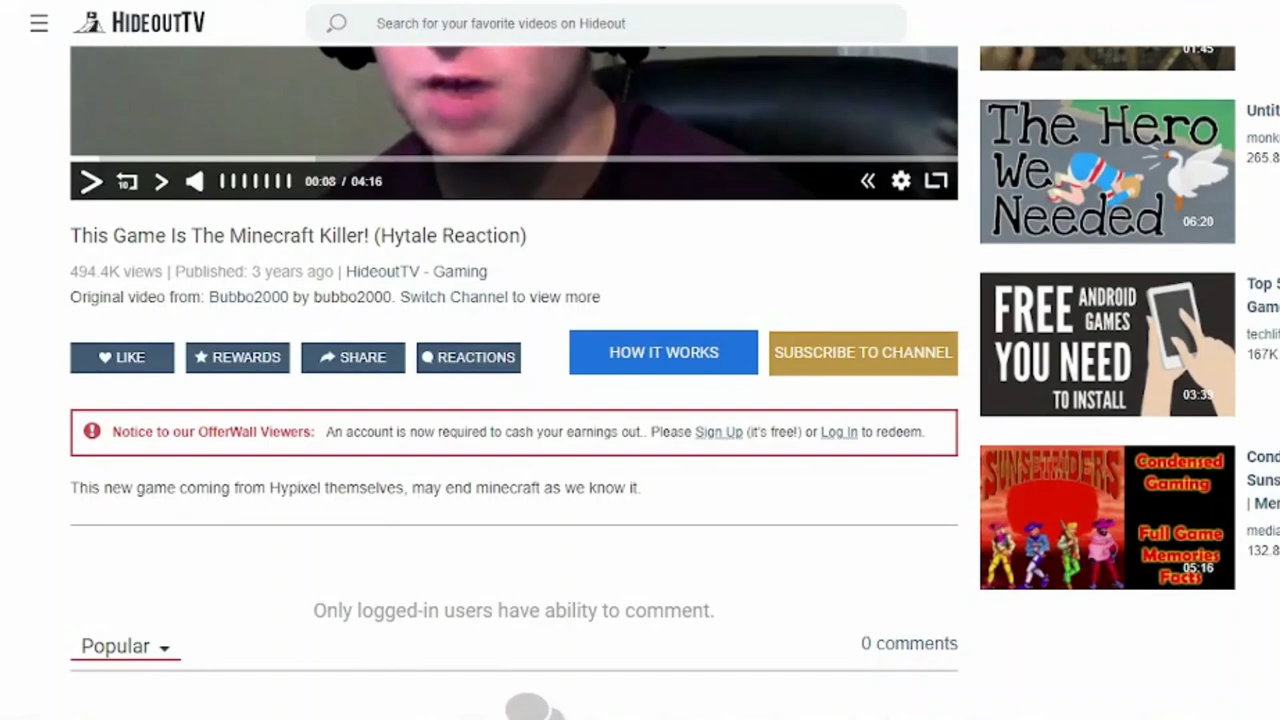 HIDEOUTTV
Search for your favorite videos on Hideout
01:45
The Hero
We
Needed
06:20
10
00:08 / 04:16
This Game Is The Minecraft Killer! (Hytale Reaction)
494.4K views | Published: 3 years ago | HideoutTV - Gaming
Original video from: Bubbo2000 by bubbo2000. Switch Channel to view more
FREE ANDROID GAMES
YOU NEED
TO INSTALL
03:39
LIKE
REWARDS
SHARE
REACTIONS
HOW IT WORKS
SUBSCRIBE TO CHANNEL
Notice to our OfferWall Viewers: An account is now required to cash your earnings out.. Please Sign Up (it's free!) or Log In to redeem.
This new game coming from Hypixel themselves, may end minecraft as we know it.
SUNSETRIDERS
Condensed
Gaming
Full Game
Memories
Facts
05:16
Top 5
techli
167K
media
132.8
265.8
Only logged-in users have ability to comment.
Popular
0 comments